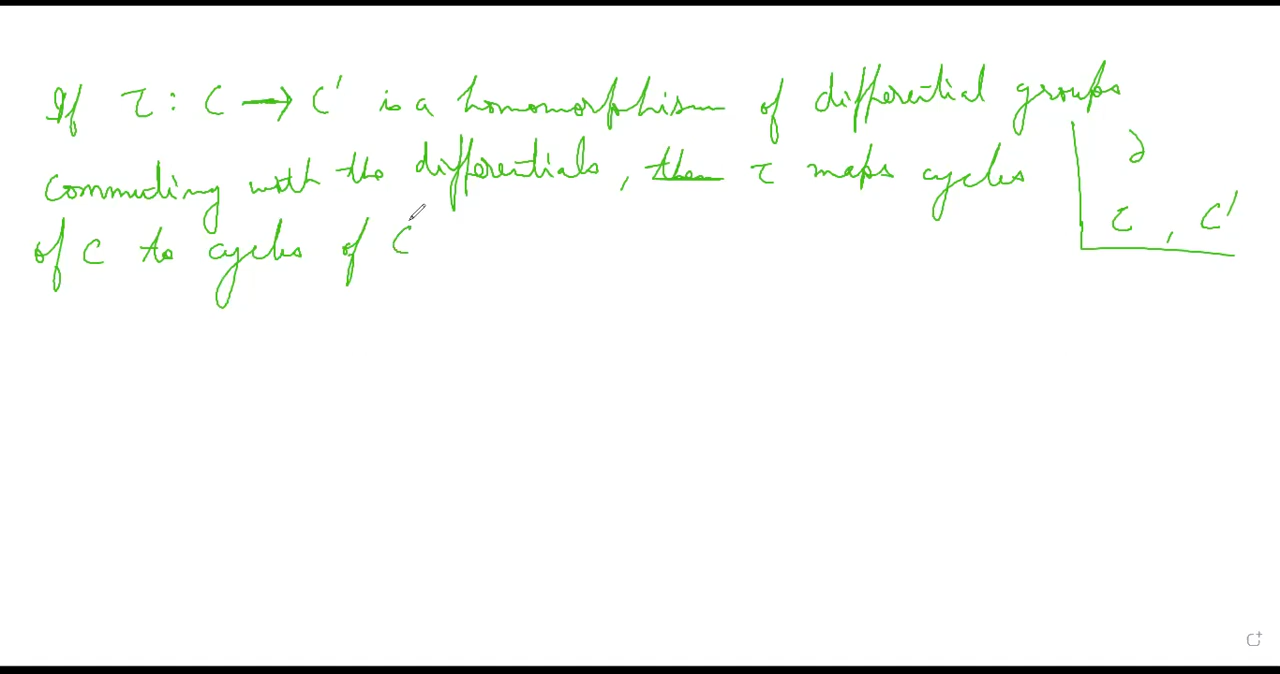 If τ : C → C' is a homomorphism of differential groups
commuting with the differentials, then τ maps cycles
of C to cycles of C
∂
C , C'